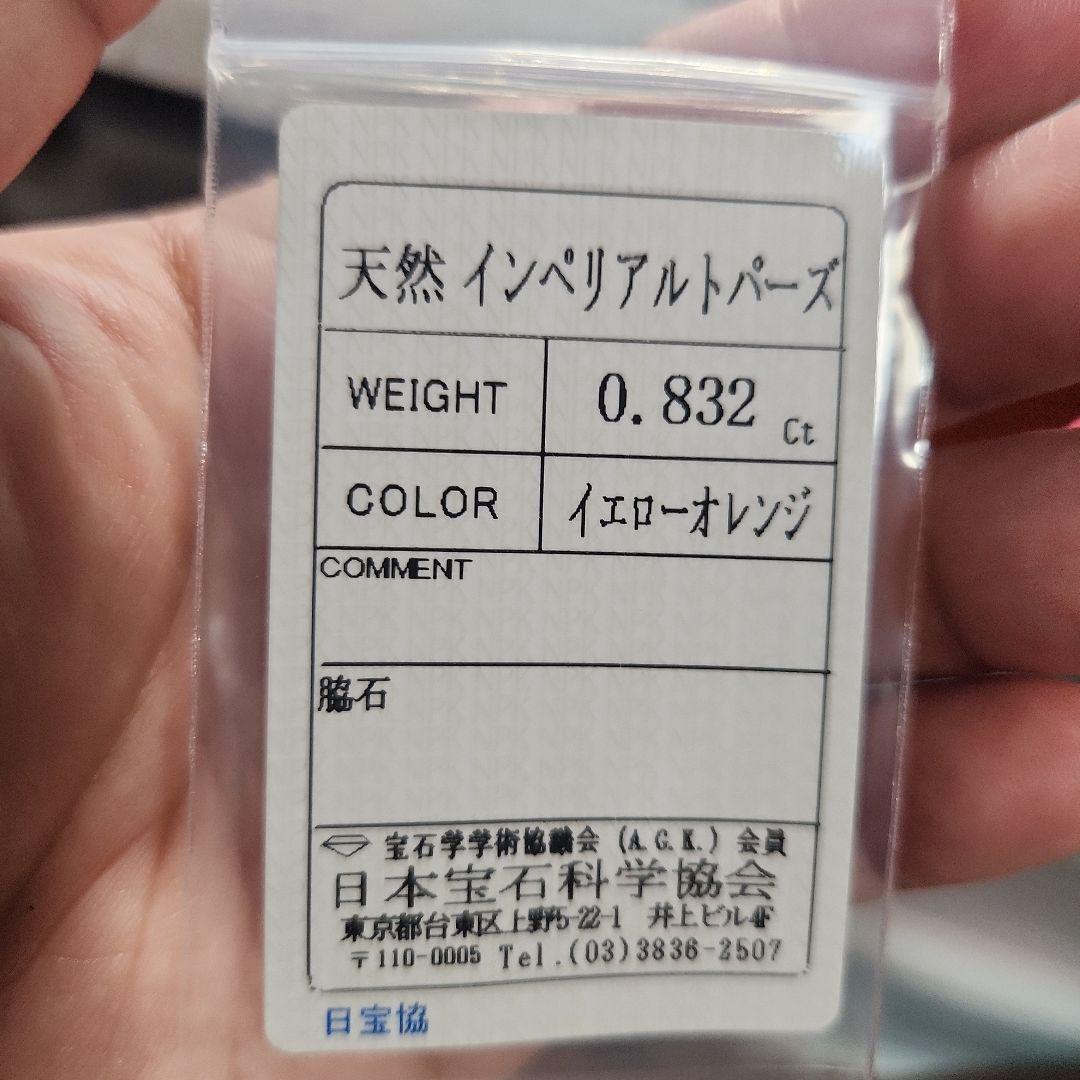 天然 インペリアルトパーズ
WEIGHT 0.832 Ct
COLOR イエローオレンジ
COMMENT
脇石
宝石学学術協議会 (A.G.K.) 会員
日本宝石科学協会
東京都台東区上野5-22-1 井上ビル4F
〒110-0005 Tel.(03)3836-2507
日宝協